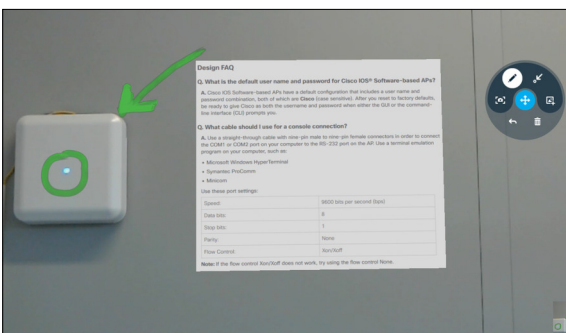 Design FAQ
Q. What is the default user name and password for Cisco IOS® Software-based APs?
A. Cisco IOS Software-based APs have a default configuration that includes a user name and
password combination, both of which are Cisco (case-sensitive). After you reset to factory defaults,
be ready to give Cisco as both the username and password when either the GUI or the command-
line interface (CLI) prompts you.
Q. What cable should I use for a console connection?
A. Use a straight-through cable with nine-pin male to nine-pin female connectors in order to connect
the COM1 or COM2 port on your computer to the RS-232 port on the AP. Use a terminal emulation
program on your computer, such as:
• Microsoft Windows HyperTerminal
• Symantec ProComm
• Minicom
Use these port settings:
Speed: 9600 bits per second (bps)
Data bits: 8
Stop bits: 1
Parity: None
Flow Control: Xon/Xoff
Note: If the flow control Xon/Xoff does not work, try using the flow control None.